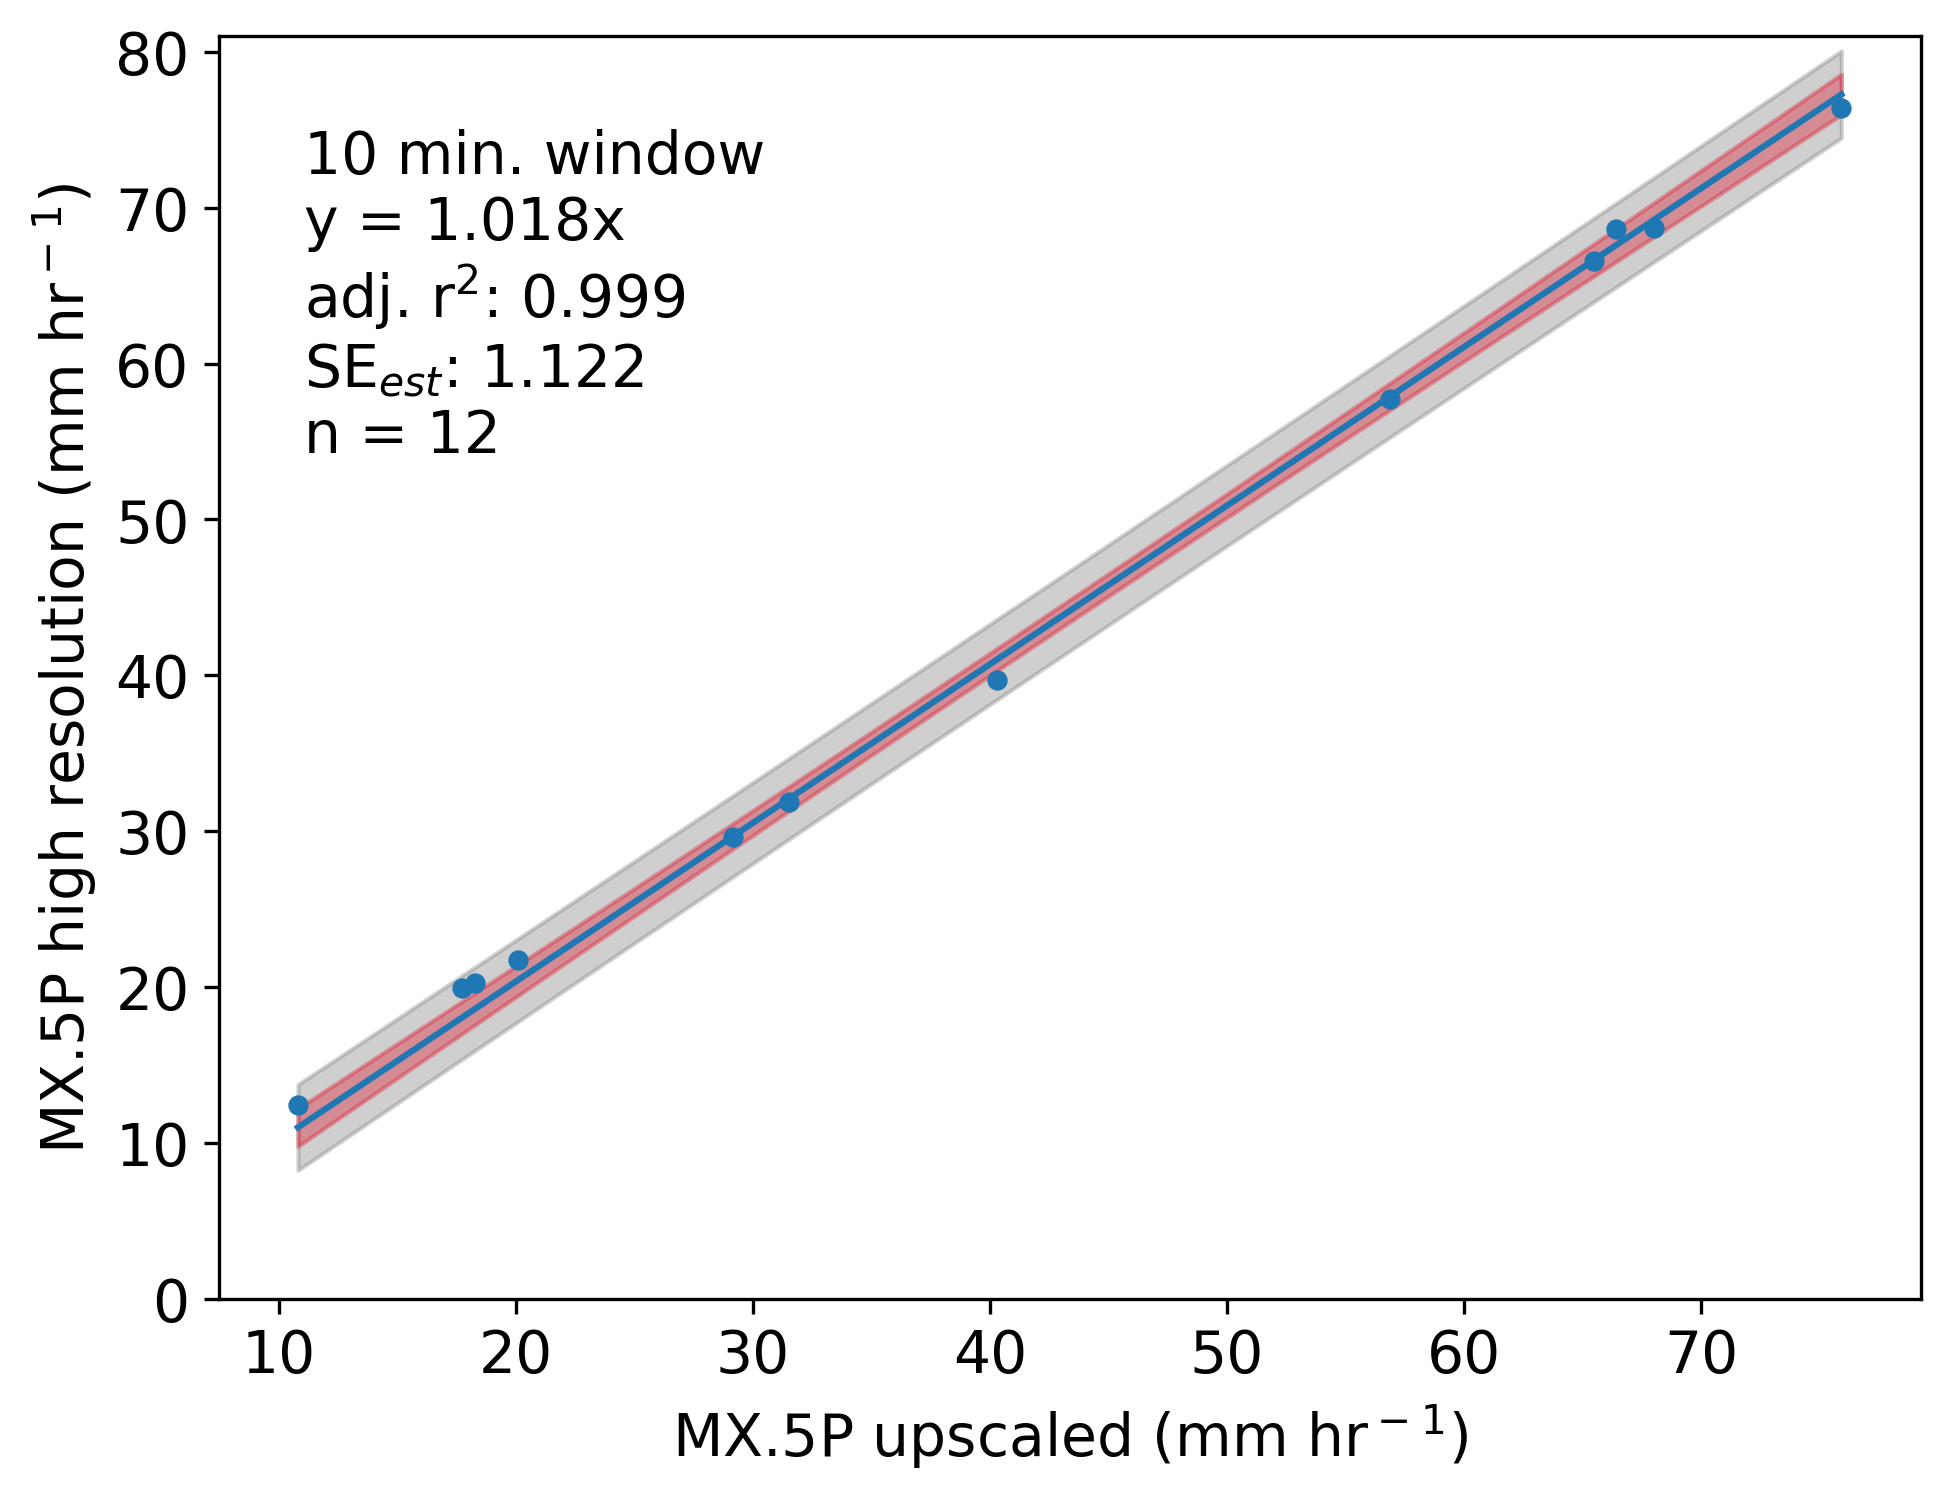 10 min. window
y = 1.018x
adj. r²: 0.999
SEest: 1.122
n = 12
MX.5P high resolution (mm hr⁻¹)
80
70
60
50
40
30
20
10
0
10 20 30 40 50 60 70
MX.5P upscaled (mm hr⁻¹)